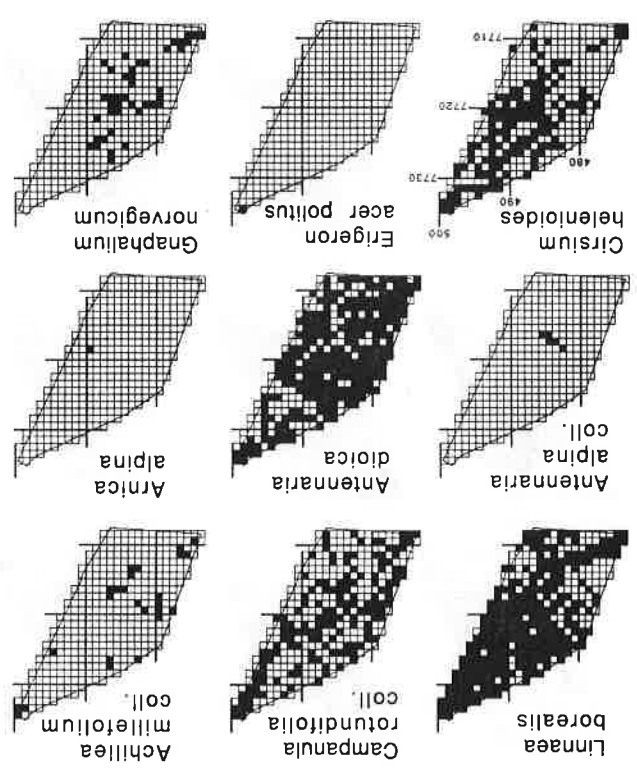 Linnaea
borealis
Campanula
rotundifolia
coll.
Achillea
millefolium
coll.
Antennaria
alpina
coll.
Antennaria
dioica
Arnica
alpina
Cirsium
helenioides
500
490
7730
480
7720
7710
Erigeron
acer politus
Gnaphalium
norvegicum